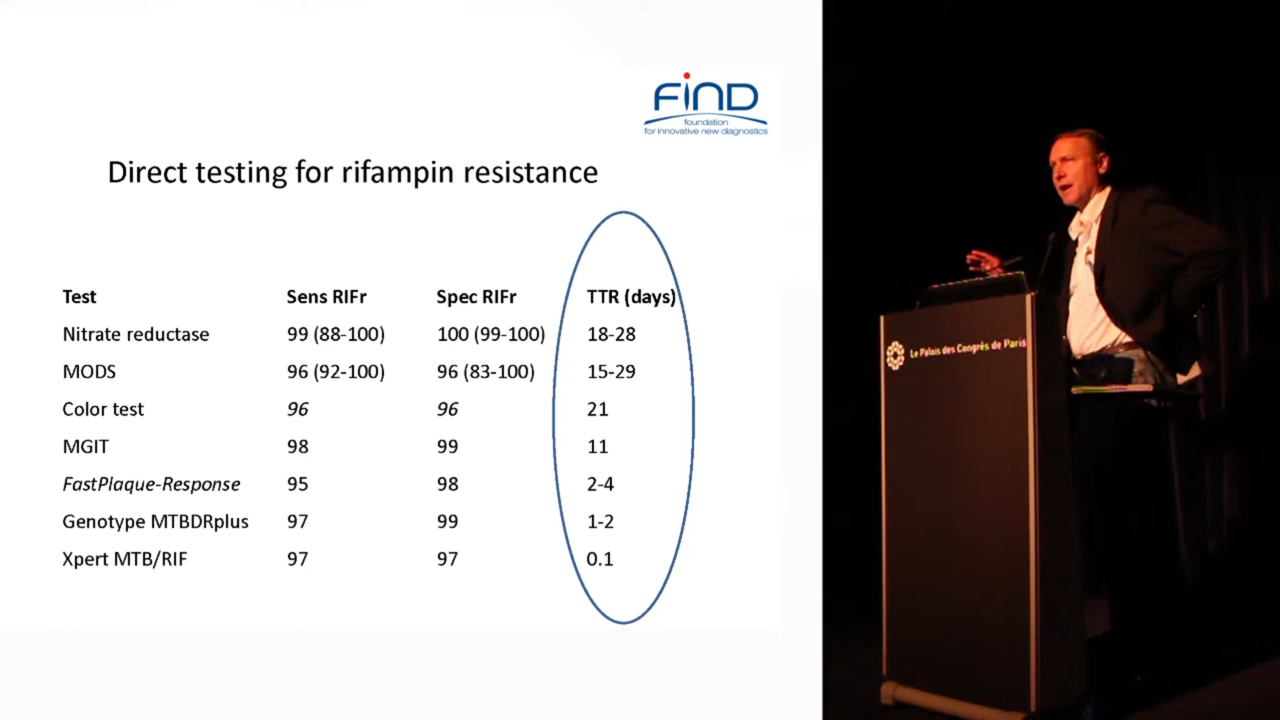 FIND
foundation
for innovative new diagnostics
Direct testing for rifampin resistance
Test Sens RIFr Spec RIFr TTR (days)
Nitrate reductase 99 (88-100) 100 (99-100) 18-28
MODS 96 (92-100) 96 (83-100) 15-29
Color test 96 96 21
MGIT 98 99 11
FastPlaque-Response 95 98 2-4
Genotype MTBDRplus 97 99 1-2
Xpert MTB/RIF 97 97 0.1
Le Palais des Congrès de Paris